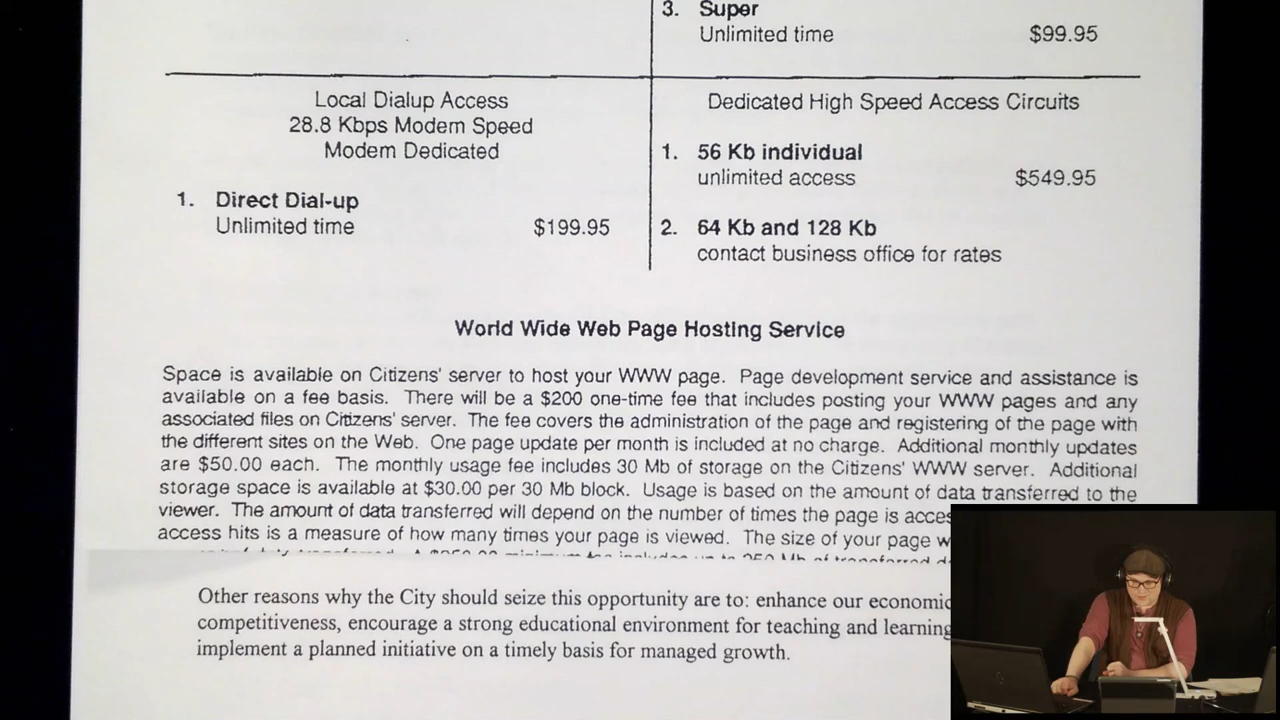 3. Super
Unlimited time $99.95
Local Dialup Access
28.8 Kbps Modem Speed
Modem Dedicated
1. Direct Dial-up
Unlimited time $199.95
Dedicated High Speed Access Circuits
1. 56 Kb individual
unlimited access $549.95
2. 64 Kb and 128 Kb
contact business office for rates
World Wide Web Page Hosting Service
Space is available on Citizens' server to host your WWW page. Page development service and assistance is
available on a fee basis. There will be a $200 one-time fee that includes posting your WWW pages and any
associated files on Citizens' server. The fee covers the administration of the page and registering of the page with
the different sites on the Web. One page update per month is included at no charge. Additional monthly updates
are $50.00 each. The monthly usage fee includes 30 Mb of storage on the Citizens' WWW server. Additional
storage space is available at $30.00 per 30 Mb block. Usage is based on the amount of data transferred to the
viewer. The amount of data transferred will depend on the number of times the page is acces
access hits is a measure of how many times your page is viewed. The size of your page w
Other reasons why the City should seize this opportunity are to: enhance our economic
competitiveness, encourage a strong educational environment for teaching and learning
implement a planned initiative on a timely basis for managed growth.